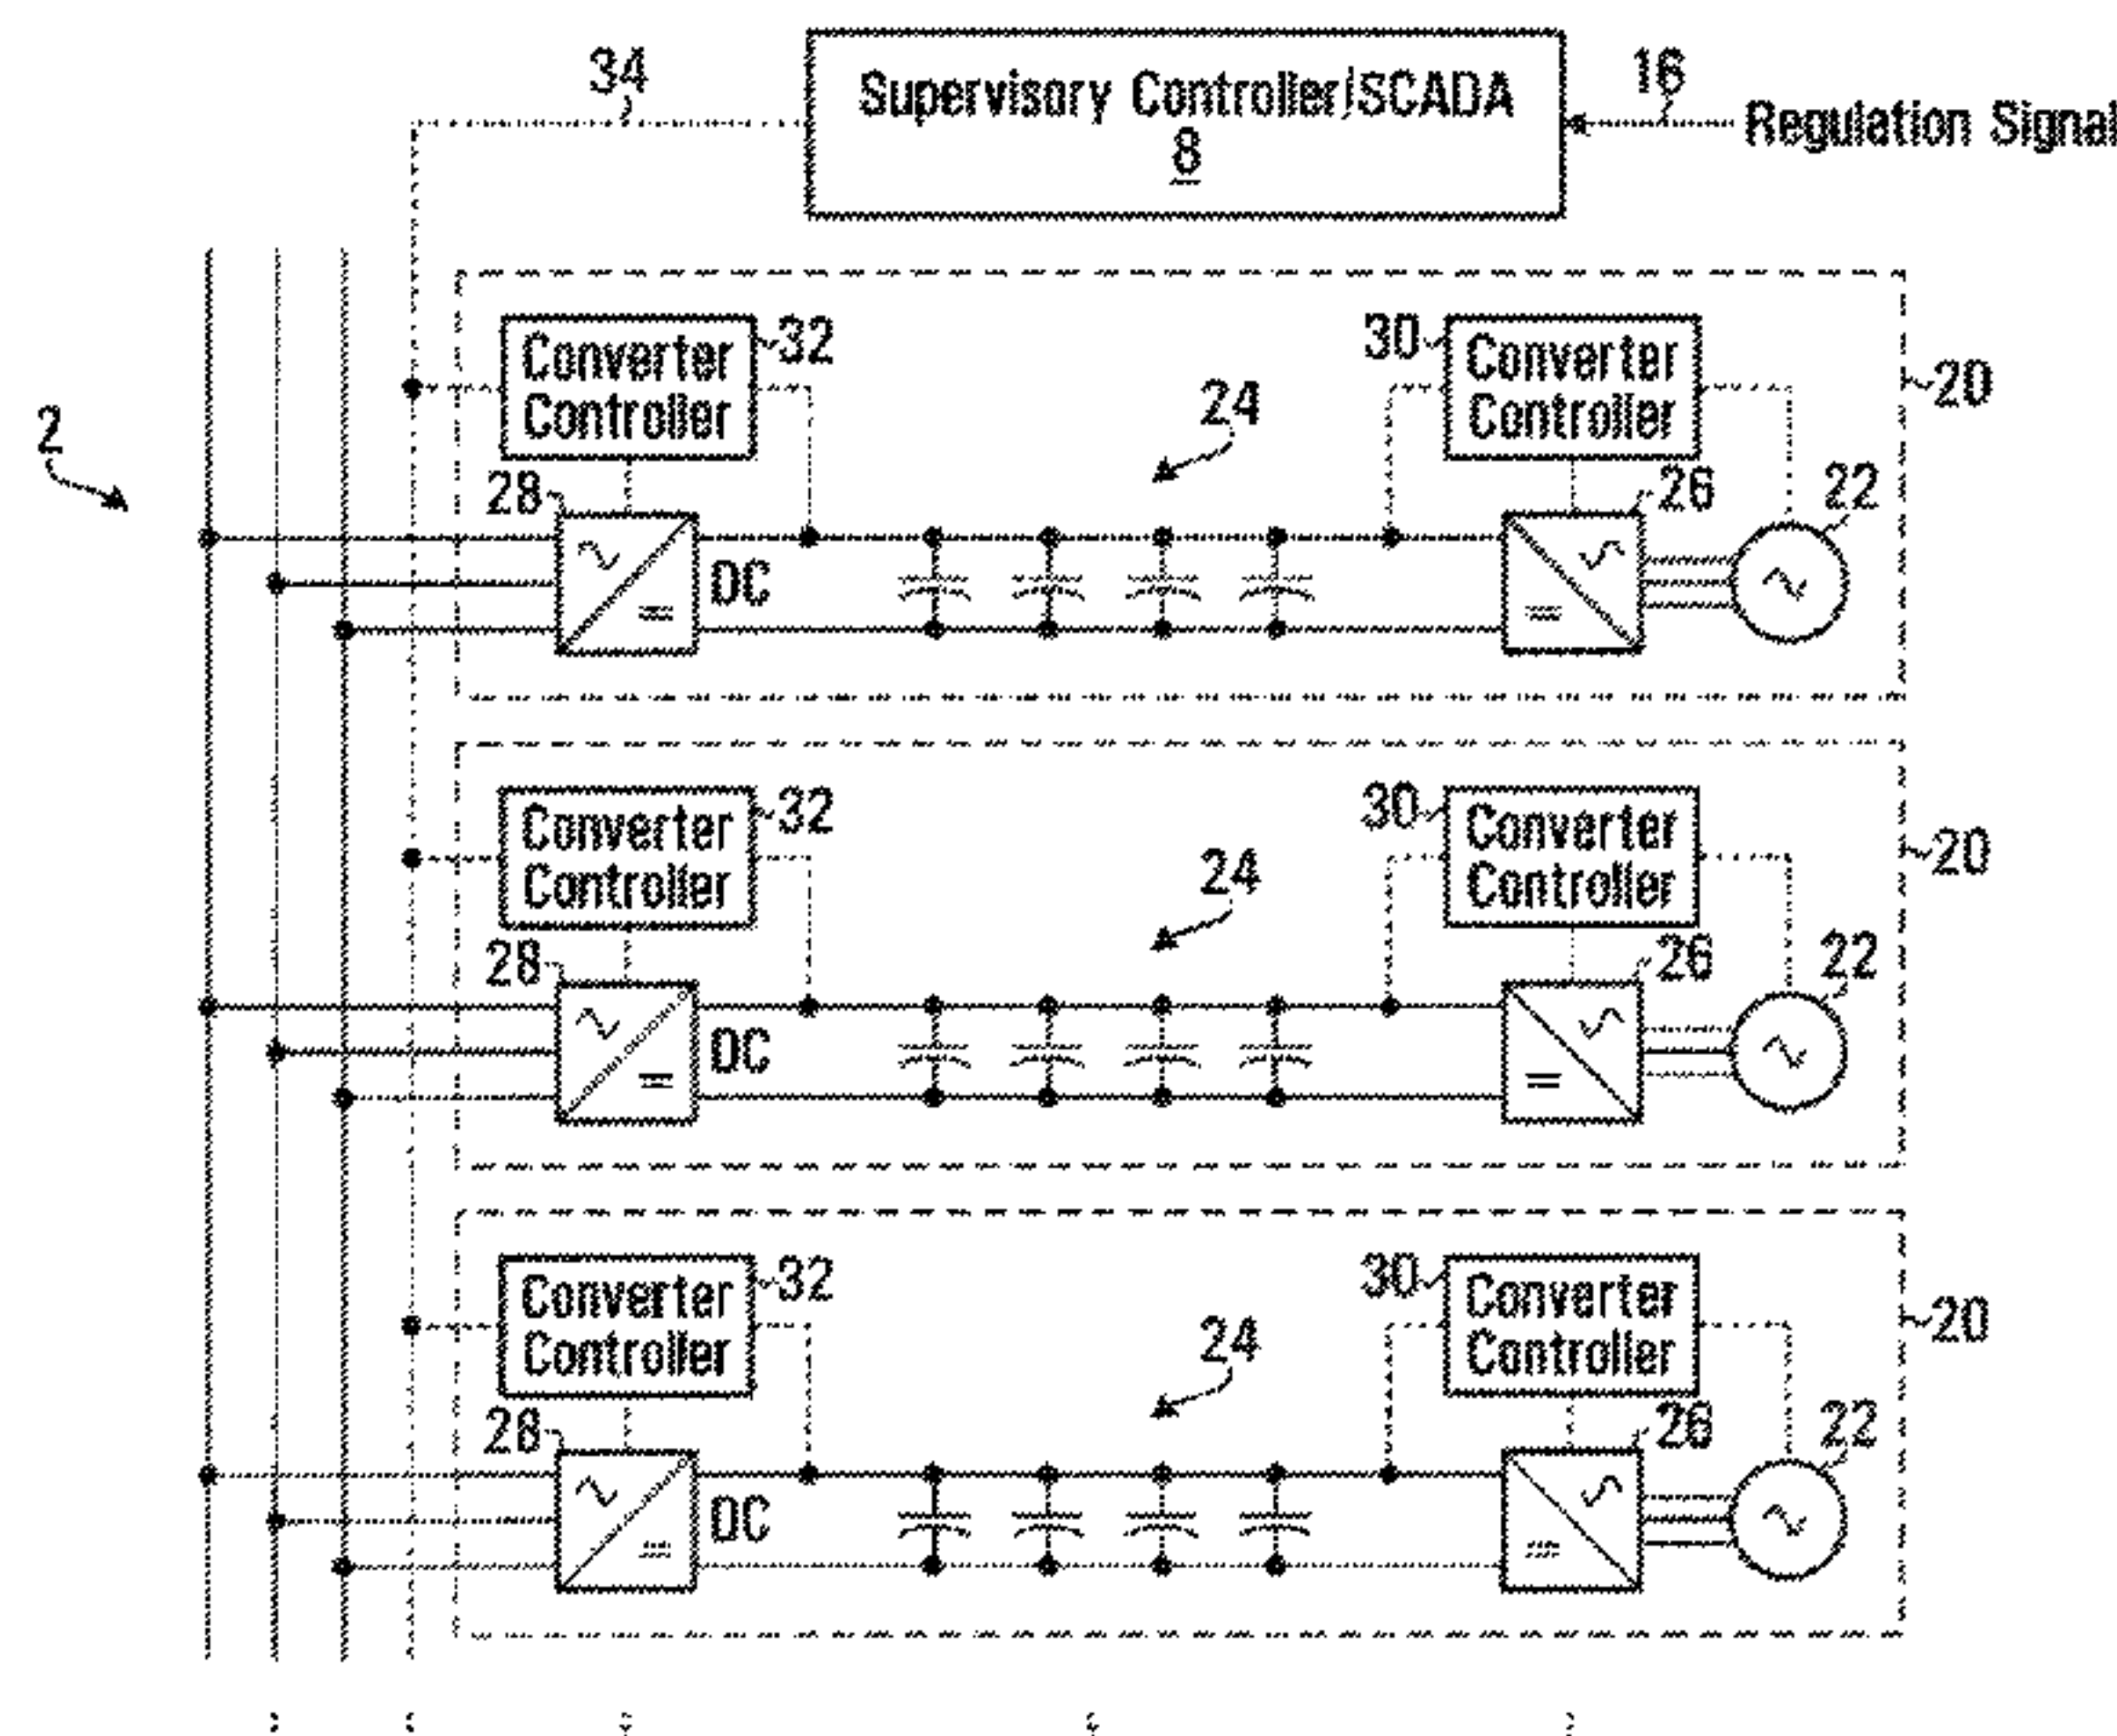 34
Supervisory Controller/SCADA
8
16
Regulation Signal
2
Converter
Controller
32
30
Converter
Controller
20
24
28
DC
26
22
Converter
Controller
32
30
Converter
Controller
20
24
28
DC
26
22
Converter
Controller
32
30
Converter
Controller
20
24
28
DC
26
22